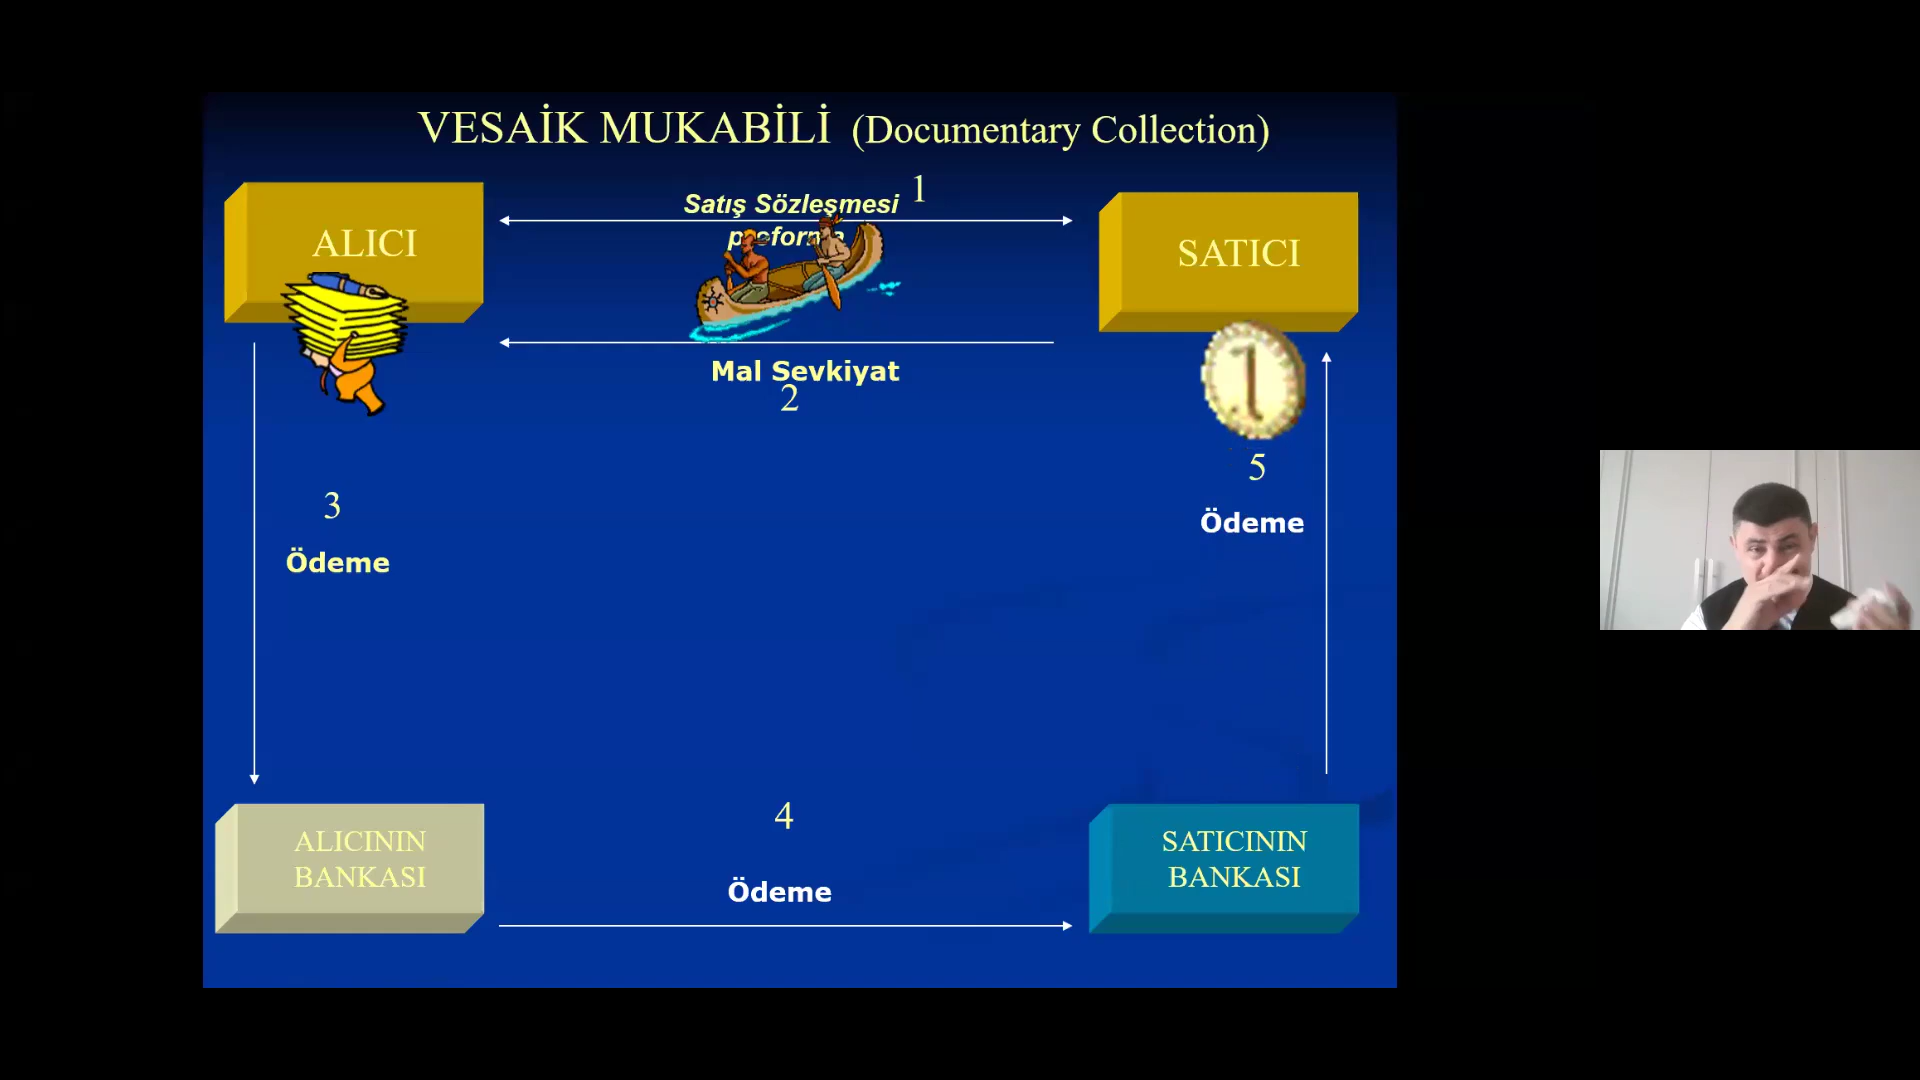 VESAİK MUKABİLİ (Documentary Collection)
1
Satış Sözleşmesi
ALICI
SATICI
Mal Sevkiyat
2
5
3
Ödeme
Ödeme
4
ALICININ
BANKASI
SATICININ
BANKASI
Ödeme